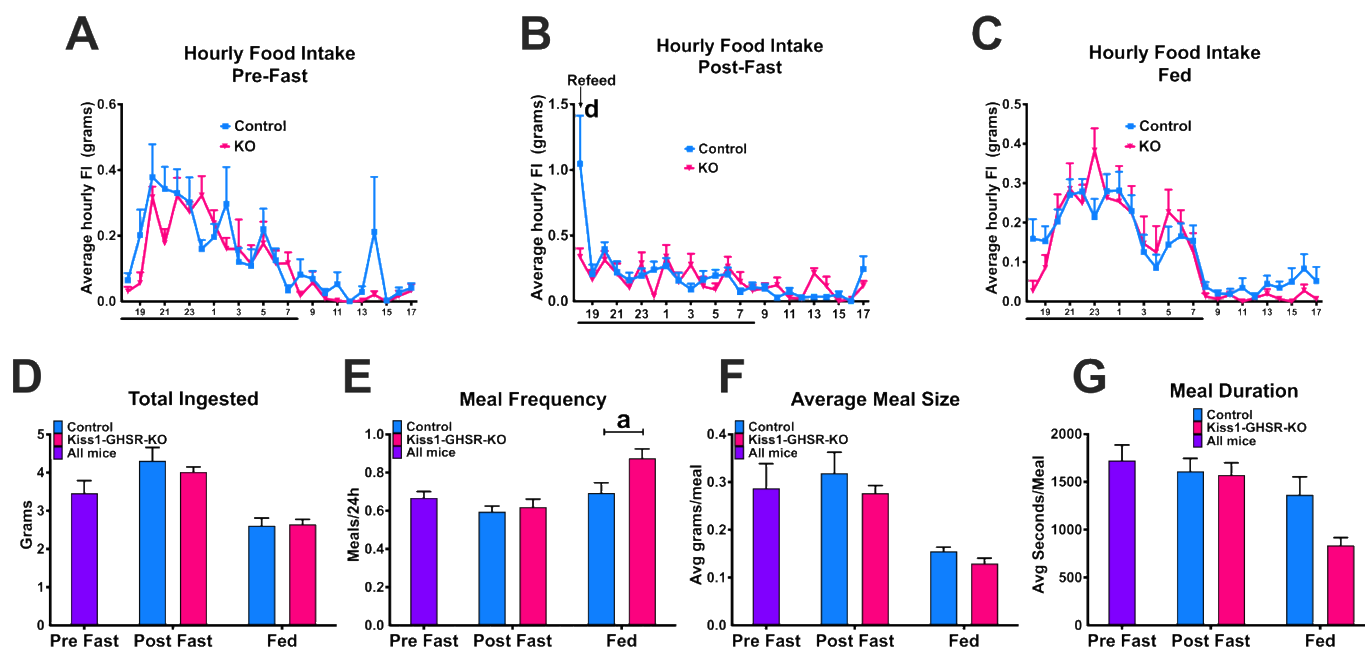 A
Hourly Food Intake
Pre-Fast
Average hourly FI (grams)
0.6
0.4
0.2
0.0
Control
KO
19 21 23 1 3 5 7 9 11 13 15 17
B
Hourly Food Intake
Post-Fast
Refeed
d
Average hourly FI (grams)
1.5
1.0
0.5
0.0
Control
KO
19 21 23 1 3 5 7 9 11 13 15 17
C
Hourly Food Intake
Fed
Average hourly FI (grams)
0.5
0.4
0.3
0.2
0.1
0.0
Control
KO
19 21 23 1 3 5 7 9 11 13 15 17
D
Total Ingested
Control
Kiss1-GHSR-KO
All mice
Grams
5
4
3
2
1
0
Pre Fast Post Fast Fed
E
Meal Frequency
Control
Kiss1-GHSR-KO
All mice
a
Meals/24h
1.0
0.8
0.6
0.4
0.2
0.0
Pre Fast Post Fast Fed
F
Average Meal Size
Control
Kiss1-GHSR-KO
All mice
Avg grams/meal
0.4
0.3
0.2
0.1
0.0
Pre Fast Post Fast Fed
G
Meal Duration
Control
Kiss1-GHSR-KO
All mice
Avg Seconds/Meal
2000
1500
1000
500
0
Pre Fast Post Fast Fed